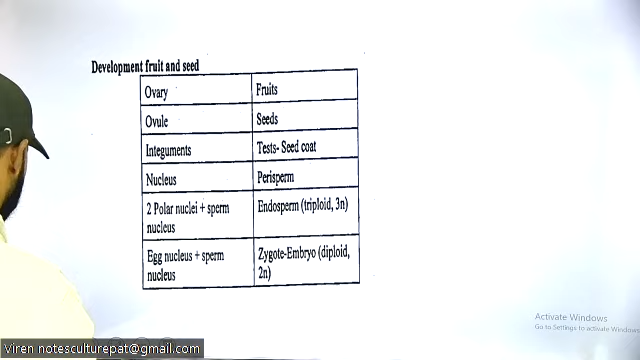 Development fruit and seed
Ovary
Fruits
Ovule
Seeds
Integuments
Tests- Seed coat
Nucleus
Perisperm
2 Polar nuclei + sperm
nucleus
Endosperm (triploid, 3n)
Egg nucleus + sperm
nucleus
Zygote-Embryo (diploid,
2n)
Activate Windows
Go to Settings to activate Windows
Viren notesculturepat@gmail.com